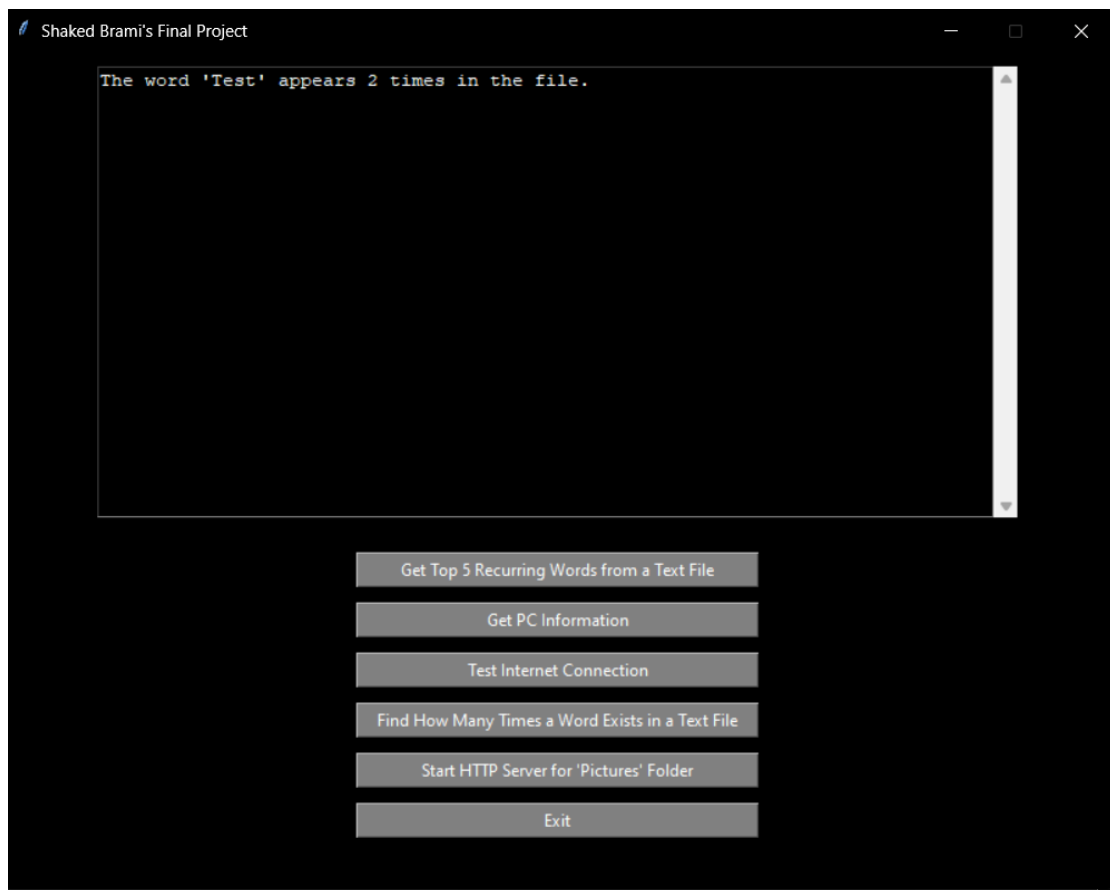 Shaked Brami's Final Project
The word 'Test' appears 2 times in the file.
Get Top 5 Recurring Words from a Text File
Get PC Information
Test Internet Connection
Find How Many Times a Word Exists in a Text File
Start HTTP Server for 'Pictures' Folder
Exit